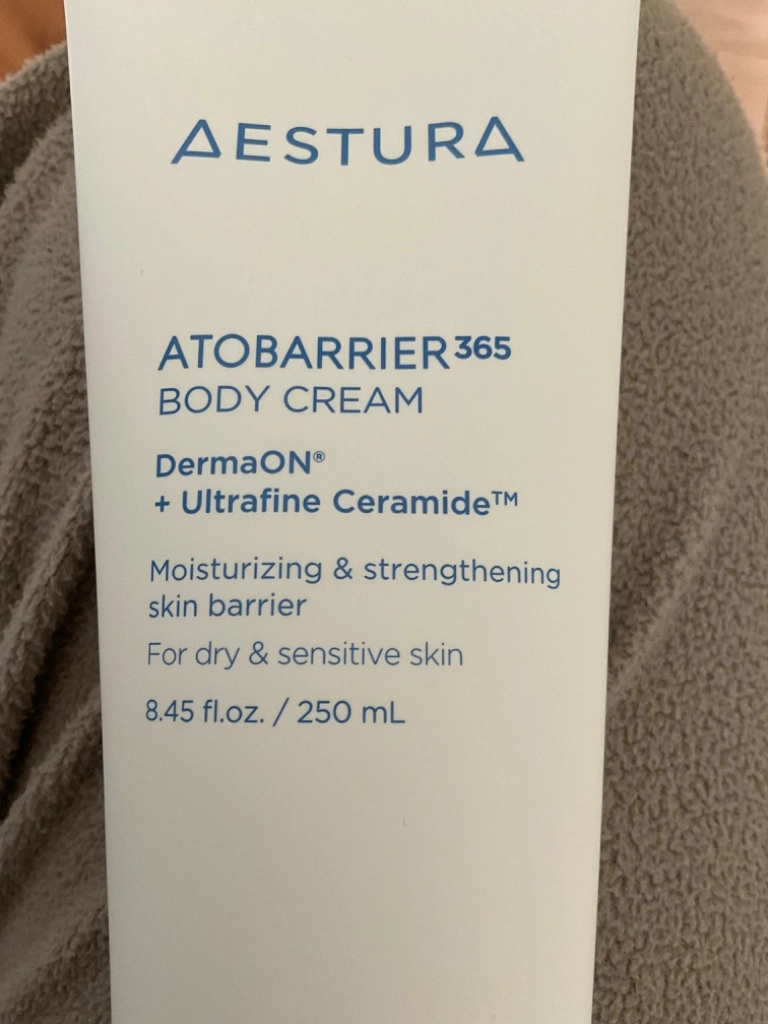 AESTURA
ATOBARRIER365
BODY CREAM
DermaON®
+ Ultrafine Ceramide™
Moisturizing & strengthening
skin barrier
For dry & sensitive skin
8.45 fl.oz. / 250 mL